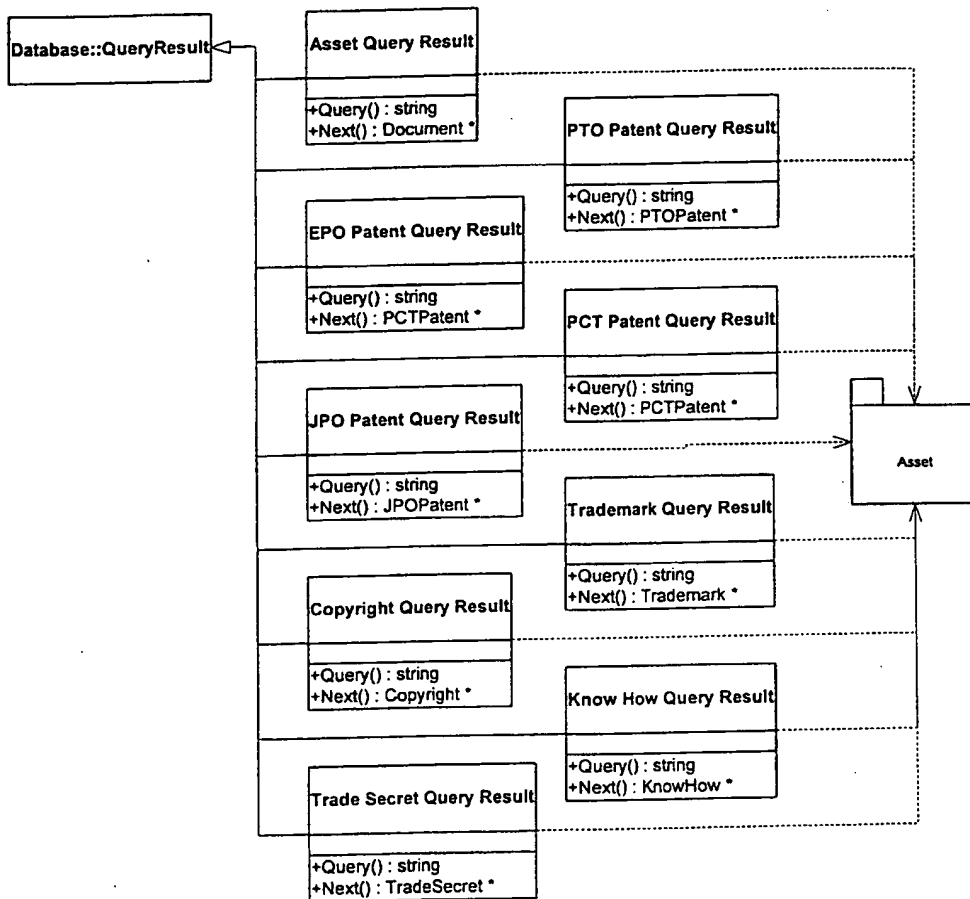 Database::QueryResult
Asset Query Result
+Query() : string
+Next() : Document *
PTO Patent Query Result
+Query() : string
+Next() : PTOPatent *
EPO Patent Query Result
+Query() : string
+Next() : PCTPatent *
PCT Patent Query Result
+Query() : string
+Next() : PCTPatent *
JPO Patent Query Result
+Query() : string
+Next() : JPOPatent *
Asset
Trademark Query Result
+Query() : string
+Next() : Trademark *
Copyright Query Result
+Query() : string
+Next() : Copyright *
Know How Query Result
+Query() : string
+Next() : KnowHow *
Trade Secret Query Result
+Query() : string
+Next() : TradeSecret *